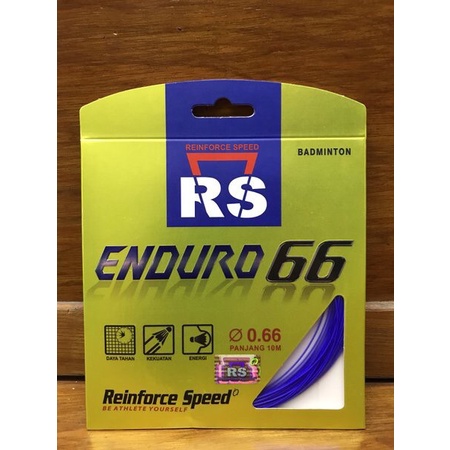 REINFORCE SPEED
RS
BADMINTON
ENDURO 66
DAYA TAHAN
KEKUATAN
ENERGI
Ø 0.66
PANJANG 10M
RS
Reinforce Speed
BE ATHLETE YOURSELF